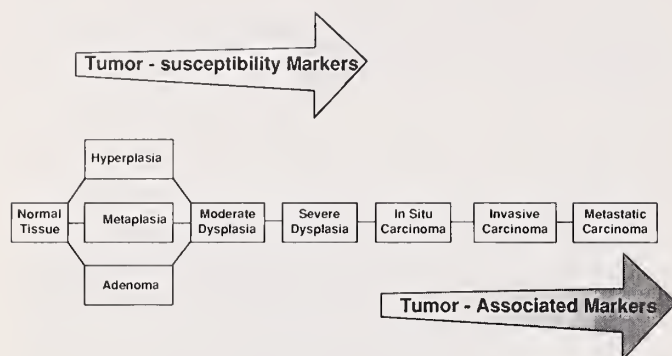 Tumor - susceptibility Markers
Hyperplasia
Normal
Tissue
Metaplasia
Moderate
Dysplasia
Severe
Dysplasia
In Situ
Carcinoma
Invasive
Carcinoma
Metastatic
Carcinoma
Adenoma
Tumor - Associated Markers